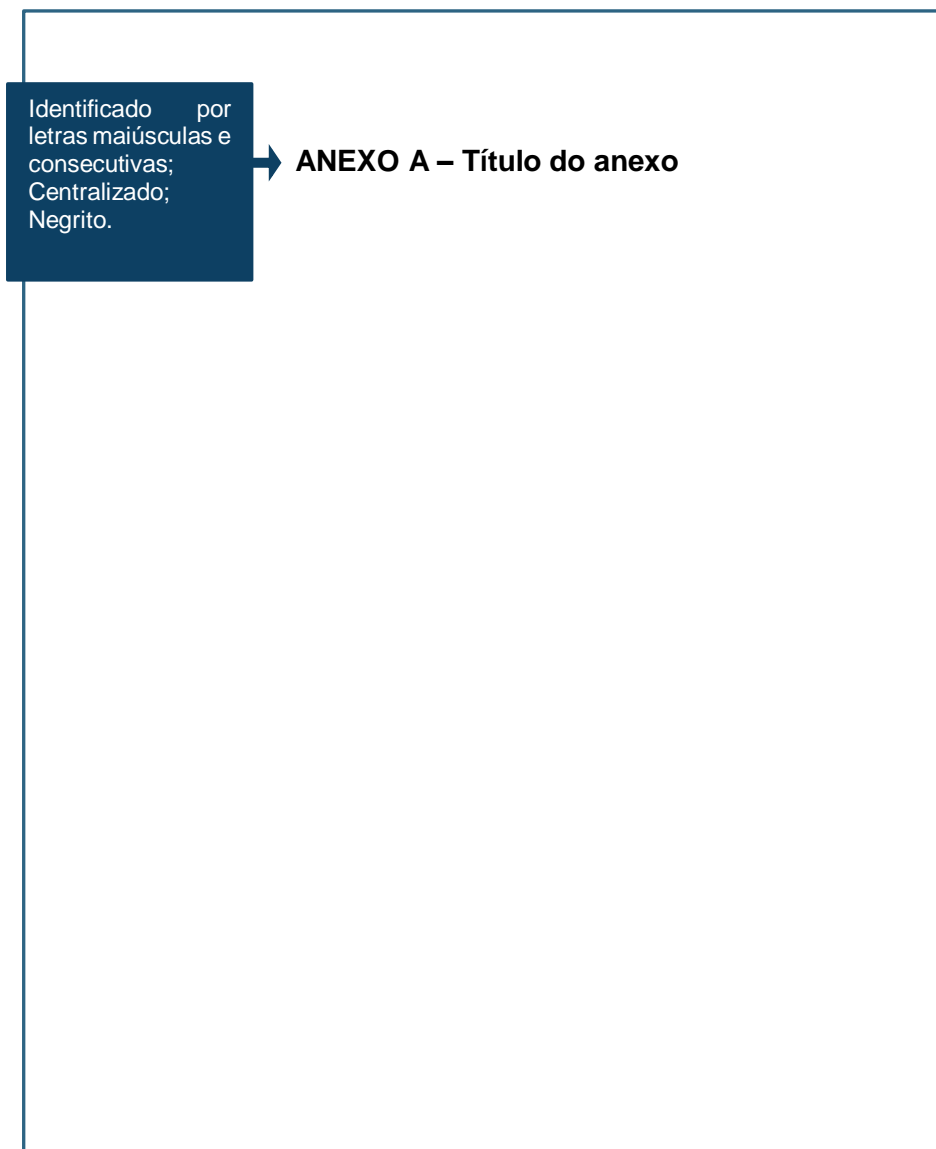 Identificado por
letras maiúsculas e
consecutivas;
Centralizado;
Negrito.
ANEXO A – Título do anexo